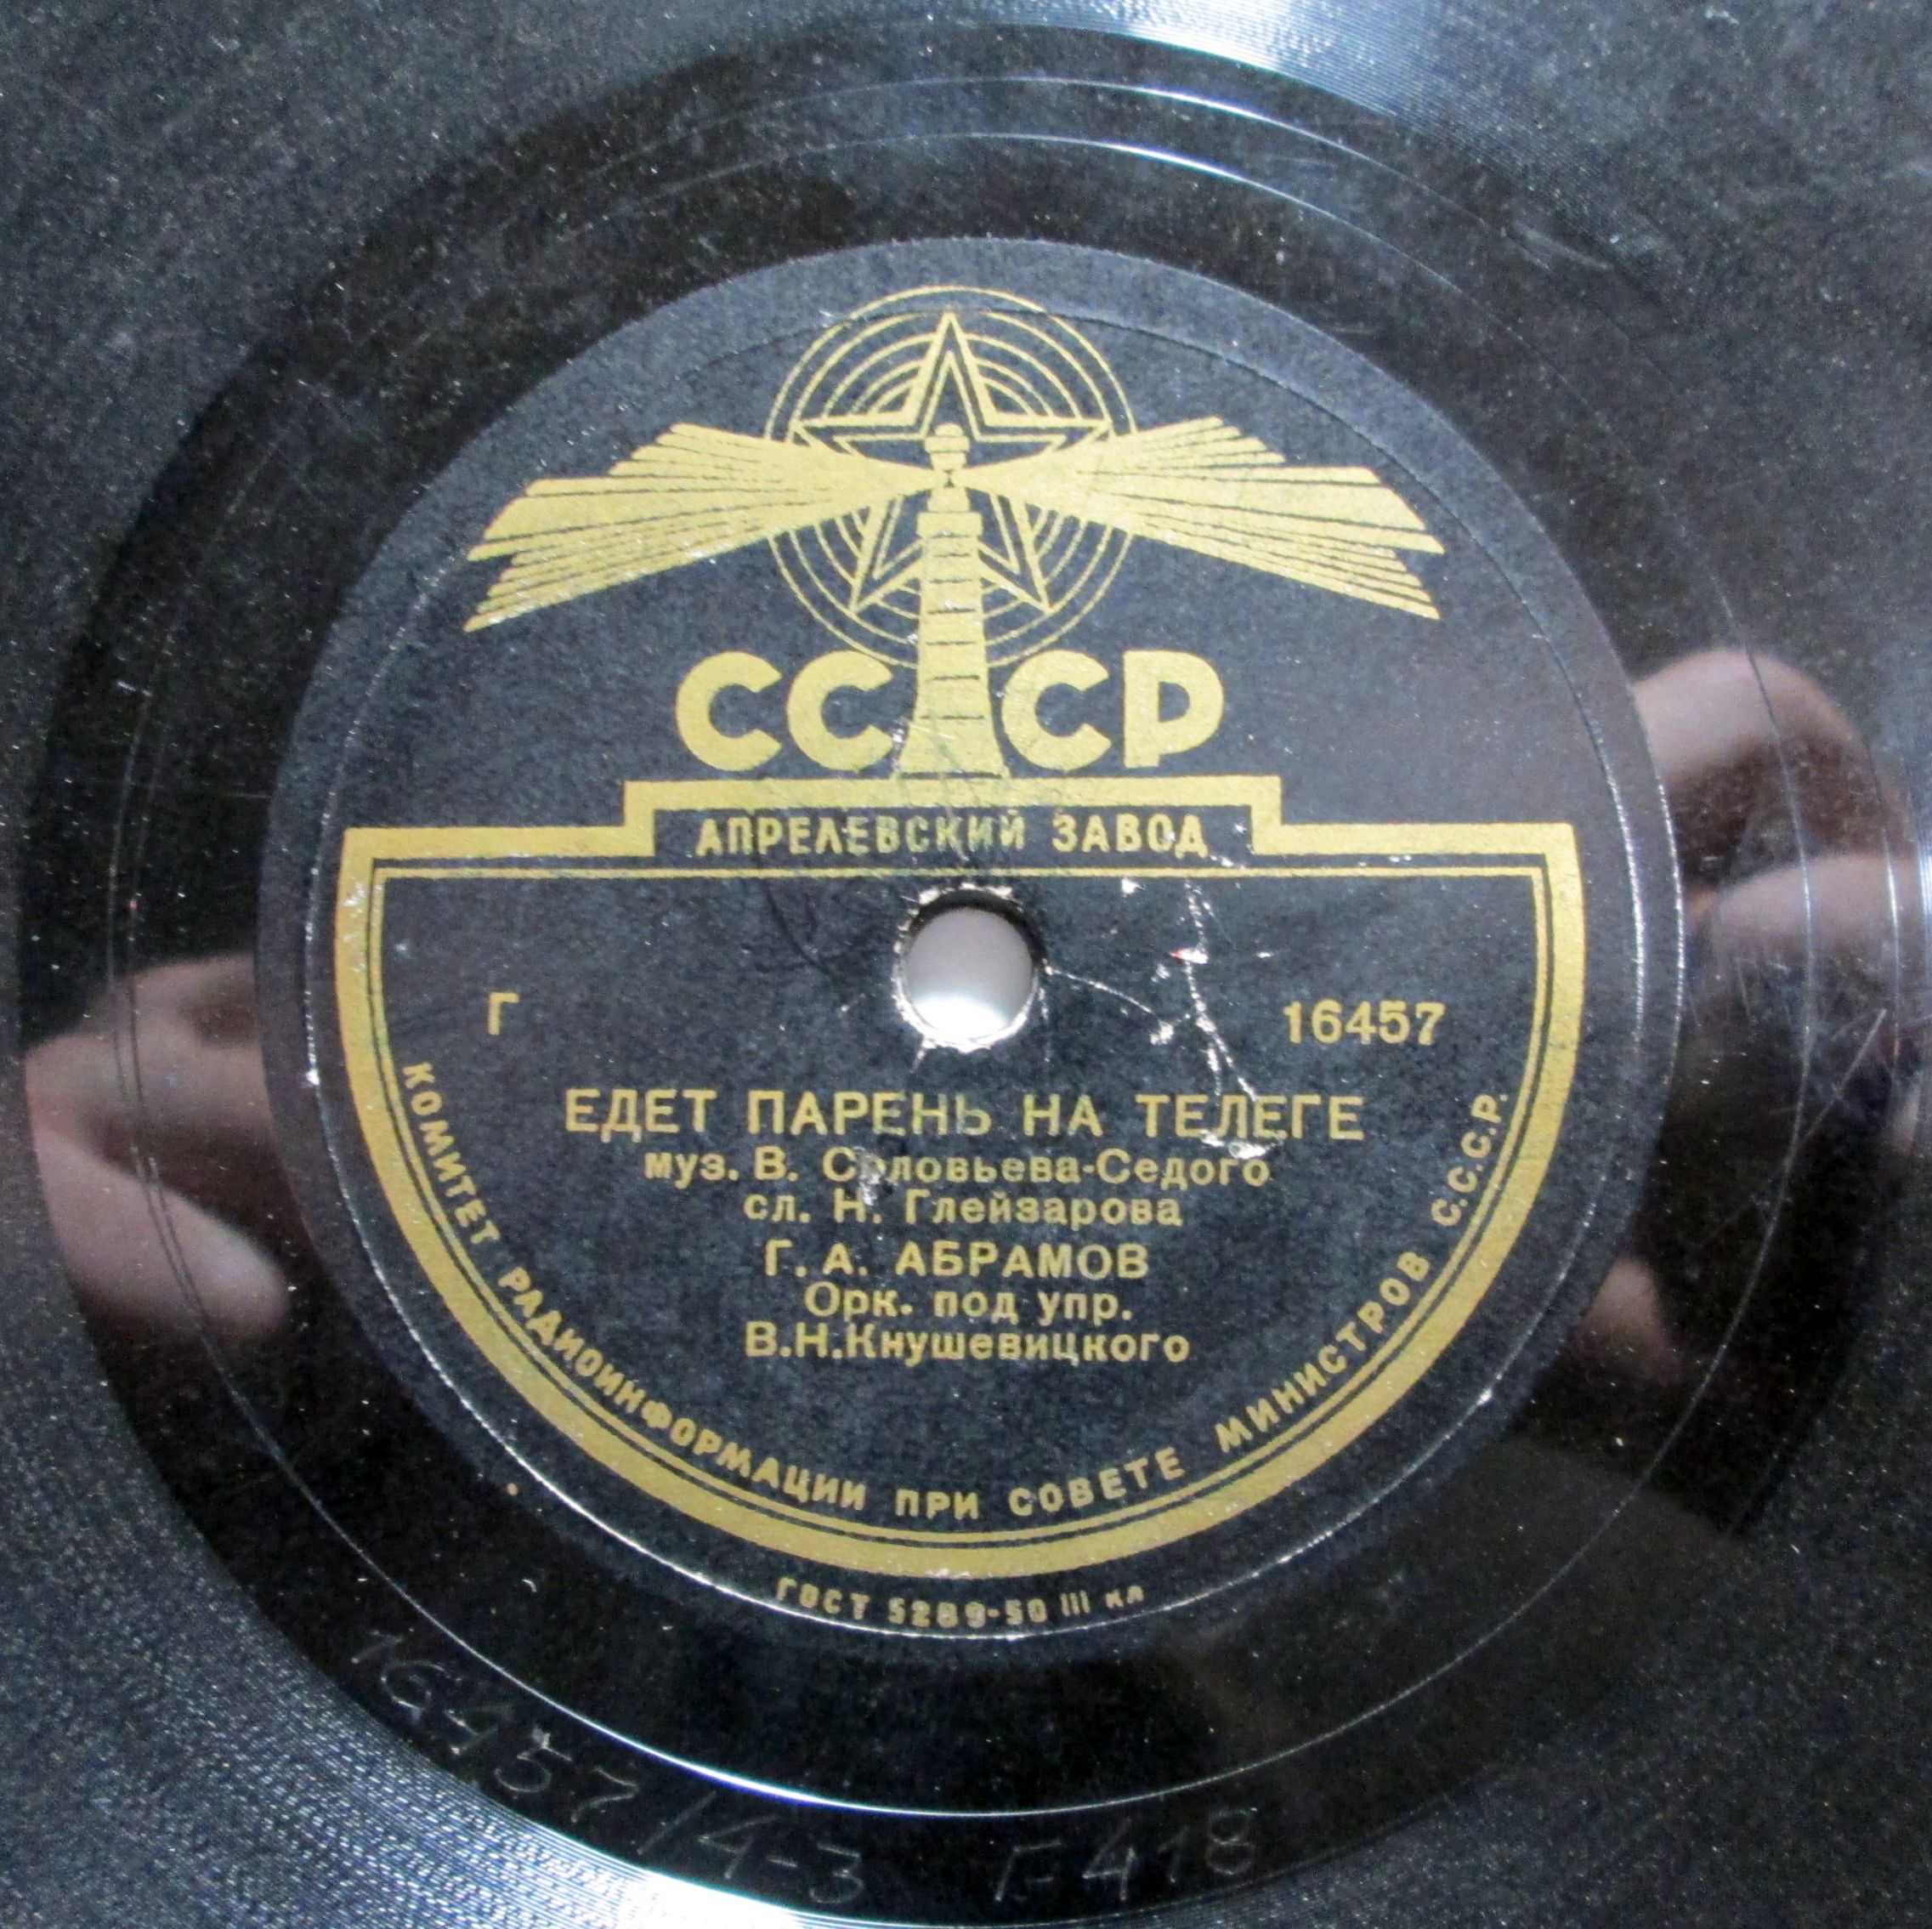 СССР
АПРЕЛЕВСКИЙ ЗАВОД
Г 16457
ЕДЕТ ПАРЕНЬ НА ТЕЛЕГЕ
муз. В. Соловьева-Седого
сл. Н. Глейзарова
Г. А. АБРАМОВ
Орк. под упр.
В.Н.Кнушевицкого
КОМИТЕТ РАДИОИНФОРМАЦИИ ПРИ СОВЕТЕ МИНИСТРОВ С.С.С.Р.
ГОСТ 5289-50 III кл
16457/4-3 Г-418